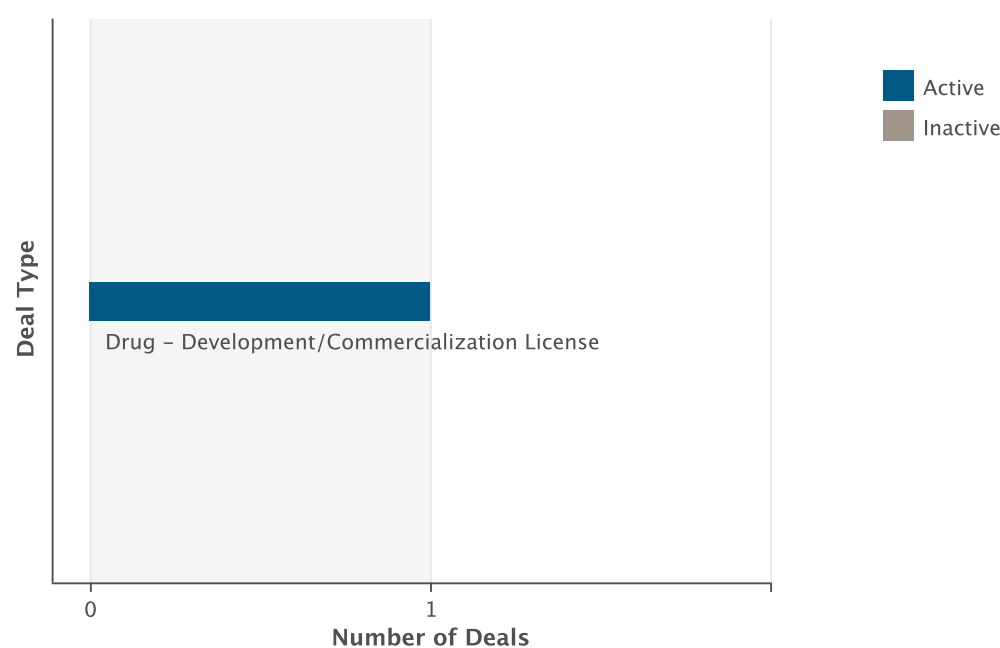 Active
Inactive
Deal Type
Drug – Development/Commercialization License
0
1
Number of Deals